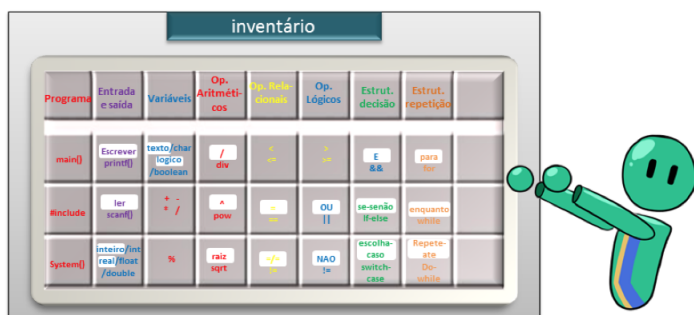 inventário
Programa
Entrada
e saída
Variáveis
Op.
Aritméti-
cos
Op. Rela-
cionais
Op.
Lógicos
Estrut.
decisão
Estrut.
repetição
main()
Escrever
printf()
texto/char
logico
/boolean
/
div
<
<=
>
>=
E
&&
para
for
#include
ler
scanf()
+ -
* /
^
pow
=
==
OU
||
se-senão
If-else
enquanto
while
System()
inteiro/int
real/float
/double
%
raiz
sqrt
~/=
!=
NAO
!=
escolha-
caso
switch-
case
Repete-
ate
Do-
while